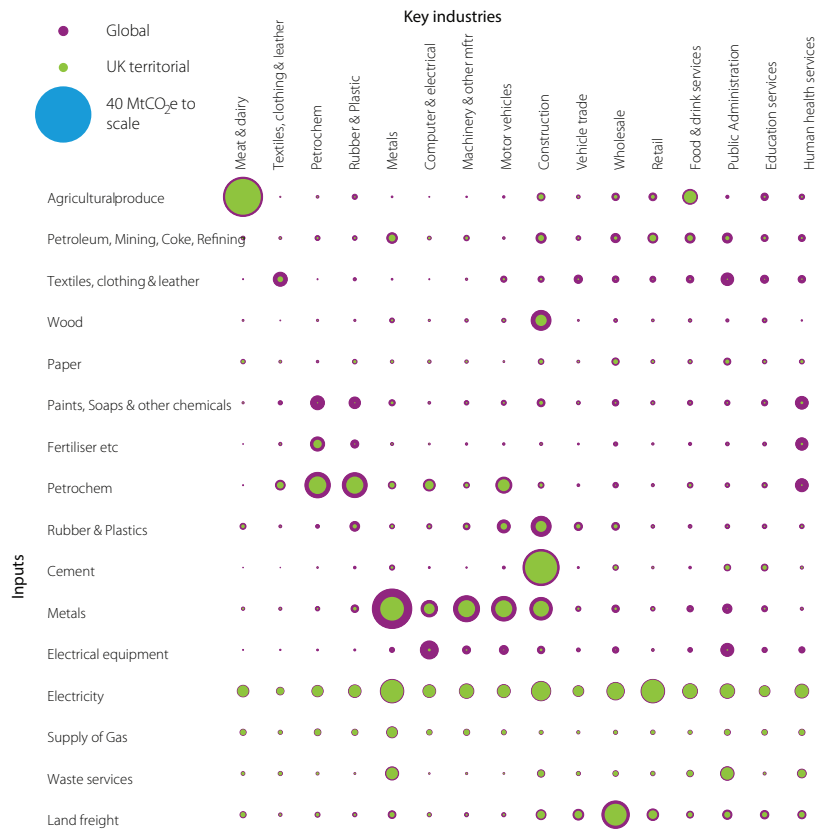 Key industries
Global
UK territorial
40 MtCO2e to
scale
Meat & dairy
Textiles, clothing & leather
Petrochem
Rubber & Plastic
Metals
Computer & electrical
Machinery & other mftr
Motor vehicles
Construction
Vehicle trade
Wholesale
Retail
Food & drink services
Public Administration
Education services
Human health services
Inputs
Agriculturalproduce
Petroleum, Mining, Coke, Refining
Textiles, clothing & leather
Wood
Paper
Paints, Soaps & other chemicals
Fertiliser etc
Petrochem
Rubber & Plastics
Cement
Metals
Electrical equipment
Electricity
Supply of Gas
Waste services
Land freight